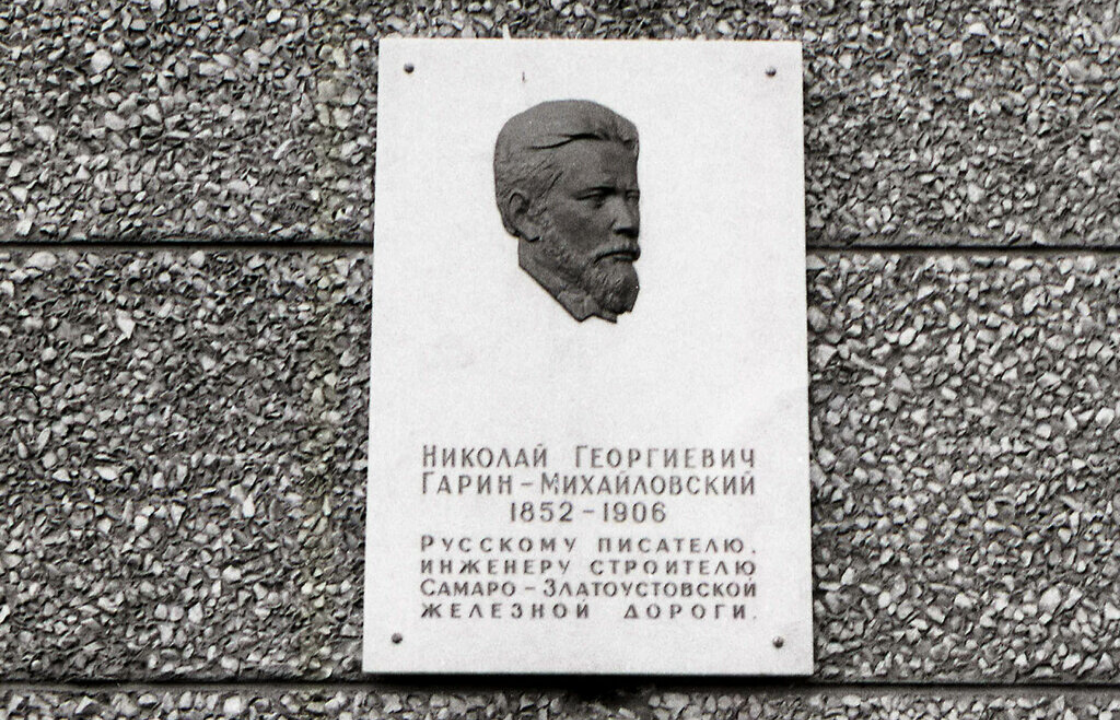 Николай Георгиевич
Гарин-Михайловский
1852-1906
Русскому писателю,
инженеру строителю
Самаро-Златоустовской
железной дороги.